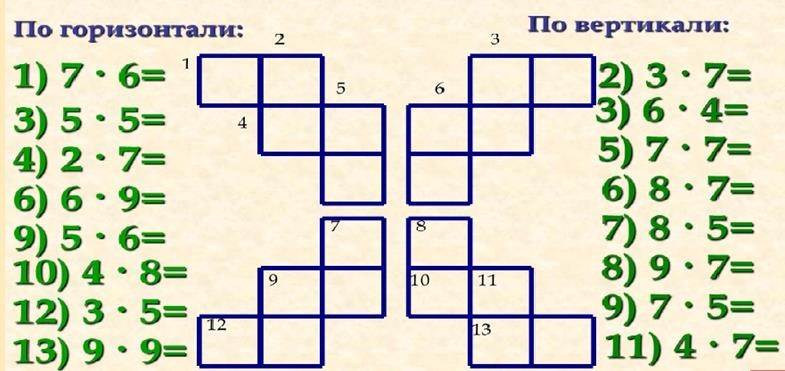 По горизонтали:
1) 7 · 6=
3) 5 · 5=
4) 2 · 7=
6) 6 · 9=
9) 5 · 6=
10) 4 · 8=
12) 3 · 5=
13) 9 · 9=
2
3
1
5
6
4
7
8
9
10
11
12
13
По вертикали:
2) 3 · 7=
3) 6 · 4=
5) 7 · 7=
6) 8 · 7=
7) 8 · 5=
8) 9 · 7=
9) 7 · 5=
11) 4 · 7=